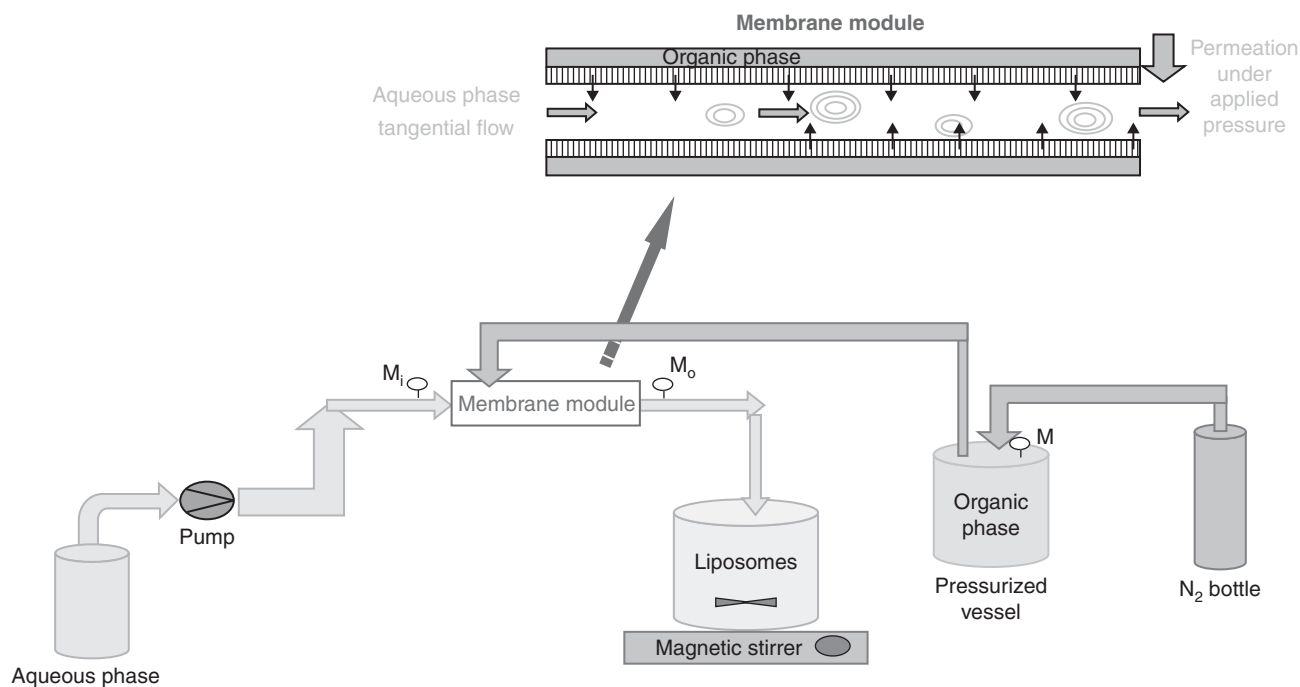 Membrane module
Organic phase
Aqueous phase
tangential flow
Permeation
under
applied
pressure
Mi
Mo
Membrane module
M
Pump
Organic
phase
Liposomes
Pressurized
vessel
N2 bottle
Magnetic stirrer
Aqueous phase